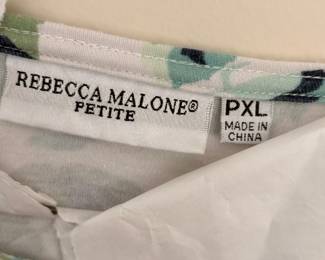 REBECCA MALONE®
PETITE
PXL
MADE IN
CHINA